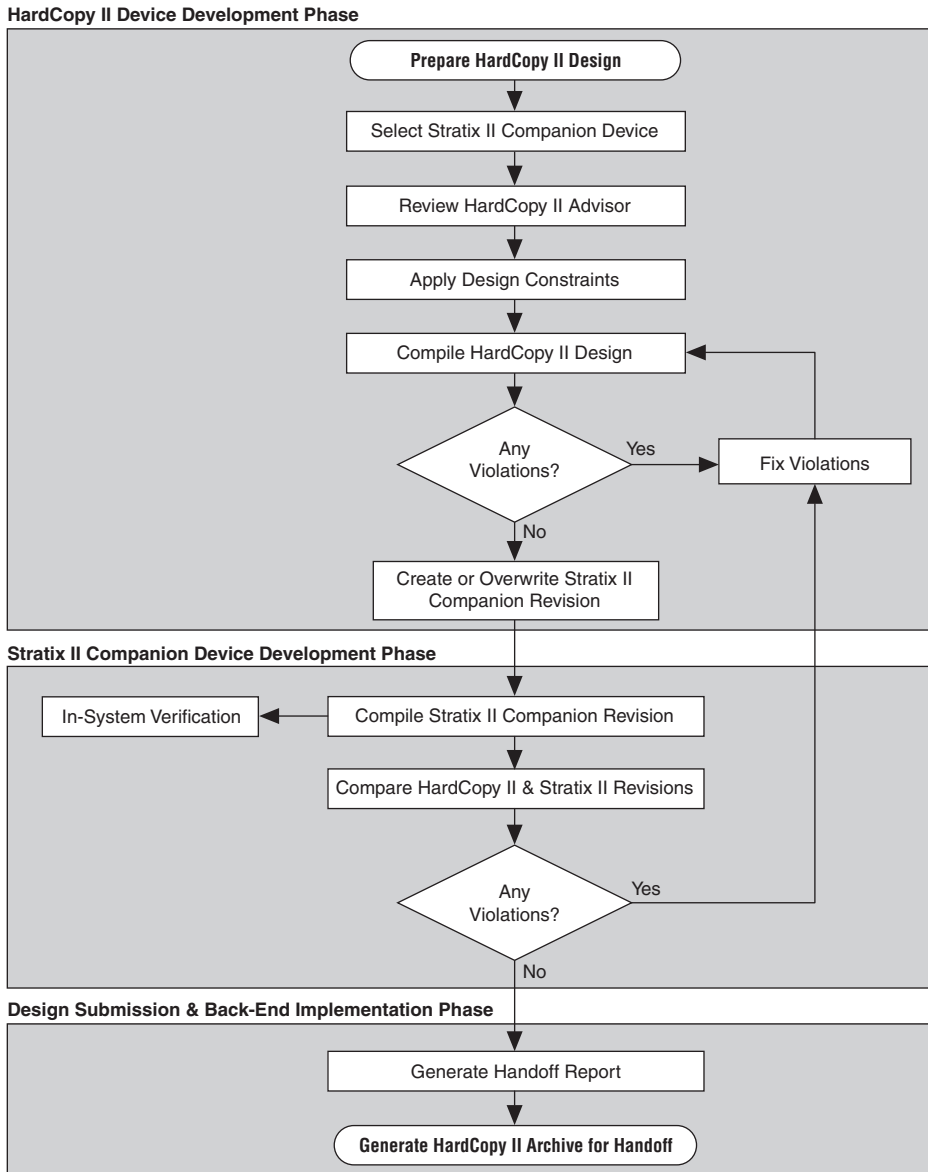 HardCopy II Device Development Phase
Prepare HardCopy II Design
Select Stratix II Companion Device
Review HardCopy II Advisor
Apply Design Constraints
Compile HardCopy II Design
Any
Violations?
Yes
Fix Violations
No
Create or Overwrite Stratix II
Companion Revision
Stratix II Companion Device Development Phase
In-System Verification
Compile Stratix II Companion Revision
Compare HardCopy II & Stratix II Revisions
Any
Violations?
Yes
No
Design Submission & Back-End Implementation Phase
Generate Handoff Report
Generate HardCopy II Archive for Handoff